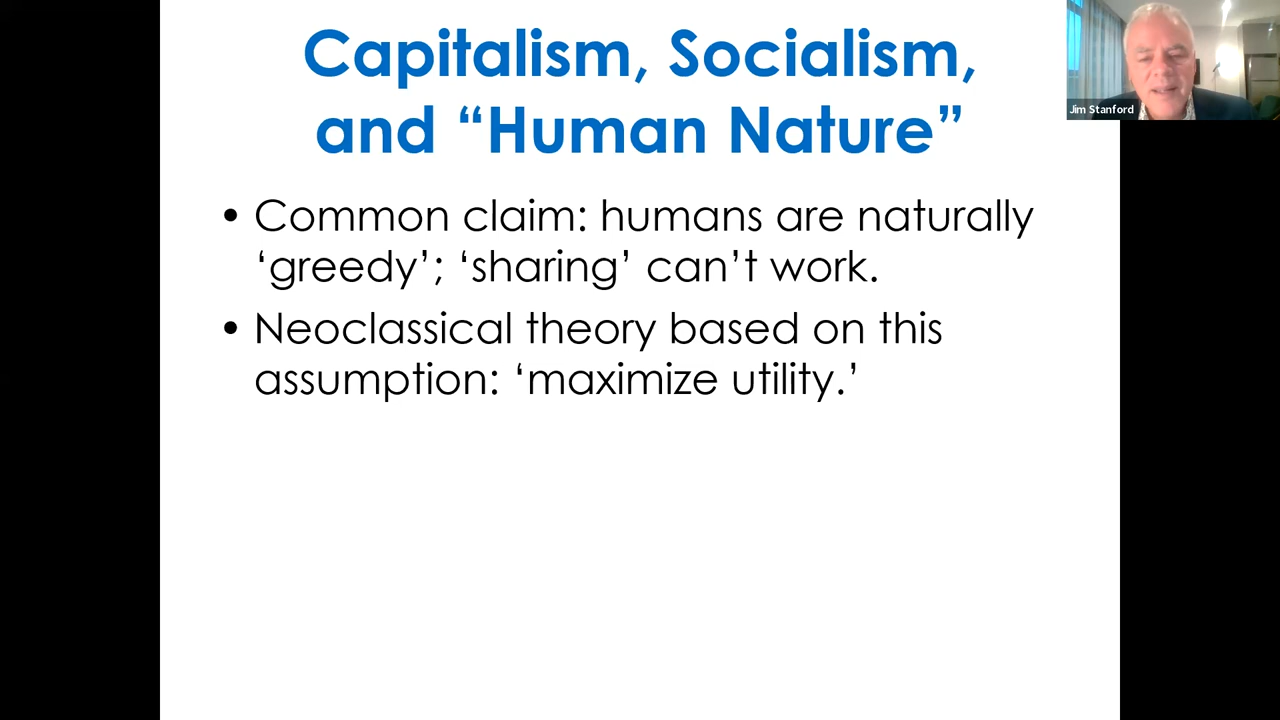 Capitalism, Socialism,
and “Human Nature”
• Common claim: humans are naturally
‘greedy’; ‘sharing’ can’t work.
• Neoclassical theory based on this
assumption: ‘maximize utility.’
Jim Stanford